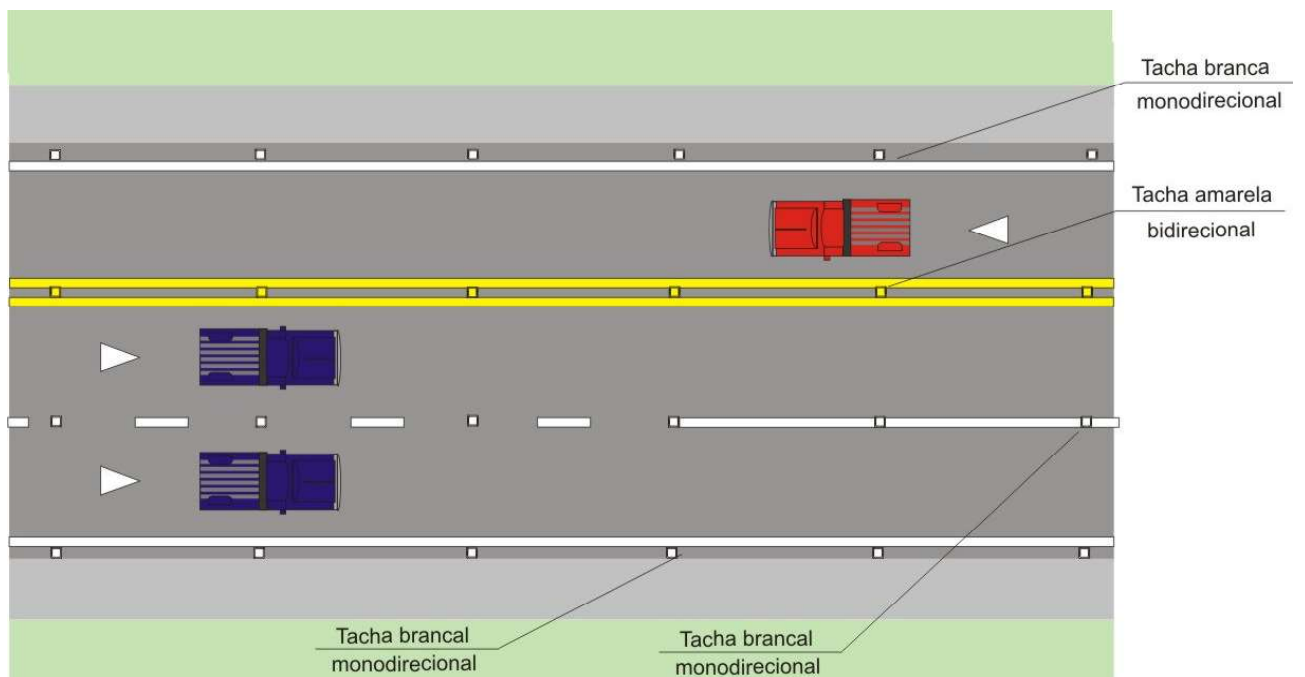 Tacha branca
monodirecional
Tacha amarela
bidirecional
Tacha brancal
monodirecional
Tacha brancal
monodirecional